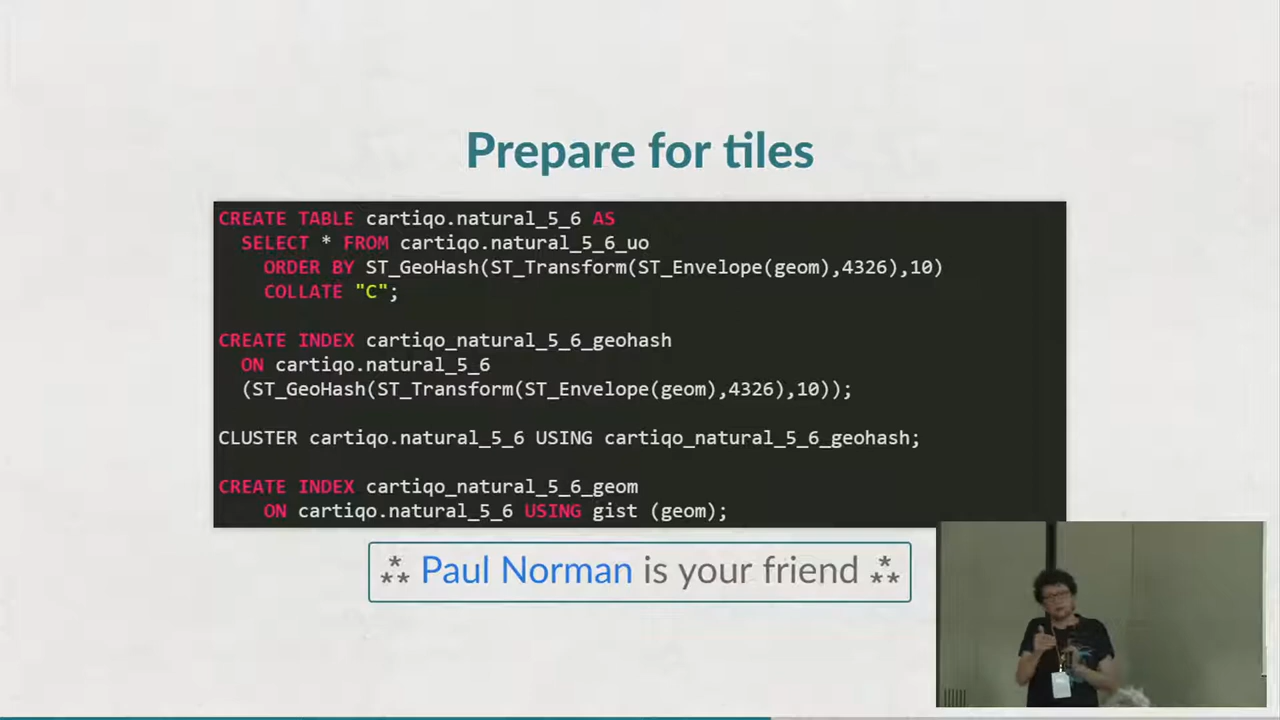 Prepare for tiles
CREATE TABLE cartiqo.natural_5_6 AS
SELECT * FROM cartiqo.natural_5_6_uo
ORDER BY ST_GeoHash(ST_Transform(ST_Envelope(geom),4326),10)
COLLATE "C";
CREATE INDEX cartiqo_natural_5_6_geohash
ON cartiqo.natural_5_6
(ST_GeoHash(ST_Transform(ST_Envelope(geom),4326),10));
CLUSTER cartiqo.natural_5_6 USING cartiqo_natural_5_6_geohash;
CREATE INDEX cartiqo_natural_5_6_geom
ON cartiqo.natural_5_6 USING gist (geom);
⁂ Paul Norman is your friend ⁂